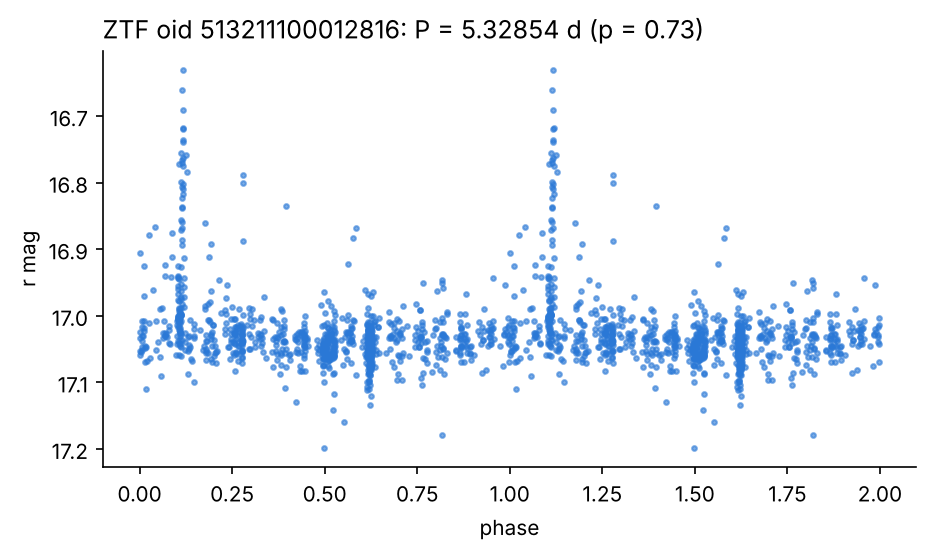 ZTF oid 513211100012816: P = 5.32854 d (p = 0.73)
16.7
16.8
16.9
17.0
17.1
17.2
r mag
0.00 0.25 0.50 0.75 1.00 1.25 1.50 1.75 2.00
phase